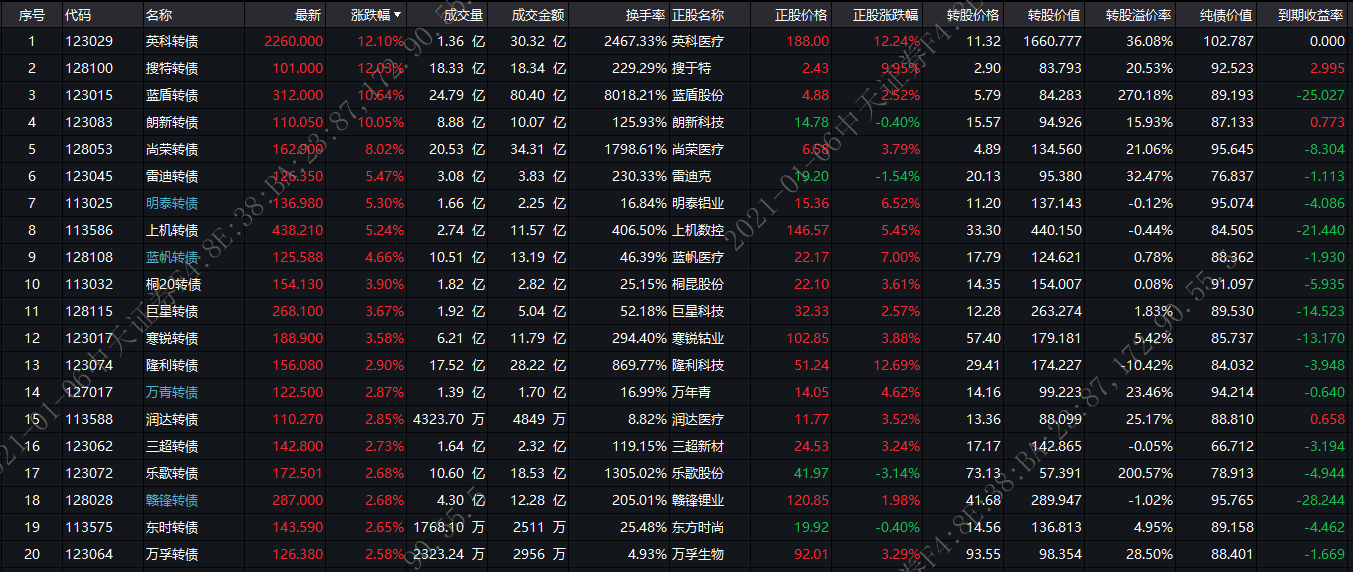 序号 代码 名称 最新 涨跌幅 成交量 成交金额 换手率 正股名称 正股价格 正股涨跌幅 转股价格 转股价值 转股溢价率 纯债价值 到期收益率
1 123029 英科转债 2260.000 12.10% 1.36 亿 30.32 亿 2467.33% 英科医疗 188.00 12.24% 11.32 1660.777 36.08% 102.787 0.000
2 128100 搜特转债 101.000 18.33 亿 18.34 亿 229.29% 搜于特 2.43 9.95% 2.90 83.793 20.53% 92.523 2.995
3 123015 蓝盾转债 312.000 10.64% 24.79 亿 80.40 亿 8018.21% 蓝盾股份 4.88 2.52% 5.79 84.283 270.18% 89.193 -25.027
4 123083 朗新转债 110.050 10.05% 8.88 亿 10.07 亿 125.93% 朗新科技 14.78 -0.40% 15.57 94.926 15.93% 87.133 0.773
5 128053 尚荣转债 162.900 8.02% 20.53 亿 34.31 亿 1798.61% 尚荣医疗 6.58 3.79% 4.89 134.560 21.06% 95.645 -8.304
6 123045 雷迪转债 126.350 5.47% 3.08 亿 3.83 亿 230.33% 雷迪克 19.20 -1.54% 20.13 95.380 32.47% 76.837 -1.113
7 113025 明泰转债 136.980 5.30% 1.66 亿 2.25 亿 16.84% 明泰铝业 15.36 6.52% 11.20 137.143 -0.12% 95.074 -4.086
8 113586 上机转债 438.210 5.24% 2.74 亿 11.57 亿 406.50% 上机数控 146.57 5.45% 33.30 440.150 -0.44% 84.505 -21.440
9 128108 蓝帆转债 125.588 4.66% 10.51 亿 13.19 亿 46.39% 蓝帆医疗 22.17 7.00% 17.79 124.621 0.78% 88.362 -1.930
10 113032 桐20转债 154.130 3.90% 1.82 亿 2.82 亿 25.15% 桐昆股份 22.10 3.61% 14.35 154.007 0.08% 91.097 -5.935
11 128115 巨星转债 268.100 3.67% 1.92 亿 5.04 亿 52.18% 巨星科技 32.33 2.57% 12.28 263.274 1.83% 89.530 -14.523
12 123017 寒锐转债 188.900 3.58% 6.21 亿 11.79 亿 294.40% 寒锐钴业 102.85 3.88% 57.40 179.181 5.42% 85.737 -13.170
13 123074 隆利转债 156.080 2.90% 17.52 亿 28.22 亿 869.77% 隆利科技 51.24 12.69% 29.41 174.227 -10.42% 84.032 -3.948
14 127017 万青转债 122.500 2.87% 1.39 亿 1.70 亿 16.99% 万年青 14.05 4.62% 14.16 99.223 23.46% 94.214 -0.640
15 113588 润达转债 110.270 2.85% 4323.70 万 4849 万 8.82% 润达医疗 11.77 3.52% 13.36 88.099 25.17% 88.810 0.658
16 123062 三超转债 142.800 2.73% 1.64 亿 2.32 亿 119.15% 三超新材 24.53 3.24% 17.17 142.865 -0.05% 66.712 -3.194
17 123072 乐歌转债 172.501 2.68% 10.60 亿 18.53 亿 1305.02% 乐歌股份 41.97 -3.14% 73.13 57.391 200.57% 78.913 -4.944
18 128028 赣锋转债 287.000 2.68% 4.30 亿 12.28 亿 205.01% 赣锋锂业 120.85 1.98% 41.68 289.947 -1.02% 95.765 -28.244
19 113575 东时转债 143.590 2.65% 1768.10 万 2511 万 25.48% 东方时尚 19.92 -0.40% 14.56 136.813 4.95% 89.158 -4.462
20 123064 万孚转债 126.380 2.58% 2323.24 万 2956 万 4.93% 万孚生物 92.01 3.29% 93.55 98.354 28.50% 88.401 -1.669
2021-01-06中天证券F4:8E:38:BA:23:87,172.90.55.5